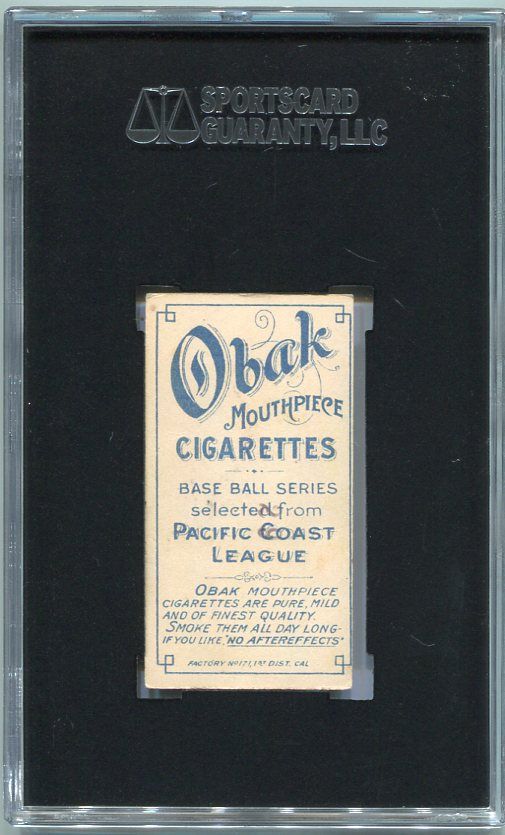 SPORTSCARD
GUARANTY, LLC
Obak
MOUTHPIECE
CIGARETTES
BASE BALL SERIES
selected from
PACIFIC COAST
LEAGUE
OBAK MOUTHPIECE
CIGARETTES ARE PURE, MILD
AND OF FINEST QUALITY.
SMOKE THEM ALL DAY LONG-
IF YOU LIKE, "NO AFTEREFFECTS"
FACTORY Nº 171, 1ST DIST. CAL